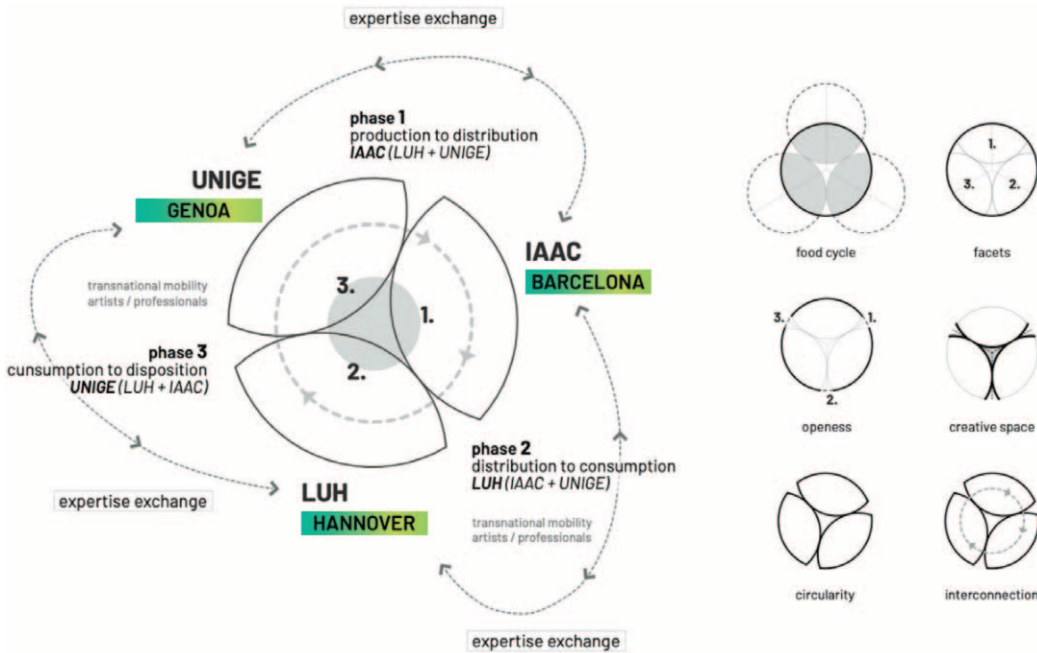 expertise exchange
phase 1
production to distribution
IAAC (LUH + UNIGE)
UNIGE
GENOA
IAAC
BARCELONA
transnational mobility
artists / professionals
3.
1.
2.
phase 3
cunsumption to disposition
UNIGE (LUH + IAAC)
phase 2
distribution to consumption
LUH (IAAC + UNIGE)
transnational mobility
artists / professionals
LUH
HANNOVER
expertise exchange
expertise exchange
food cycle
1.
3.
2.
facets
3.
1.
2.
openess
creative space
circularity
interconnection